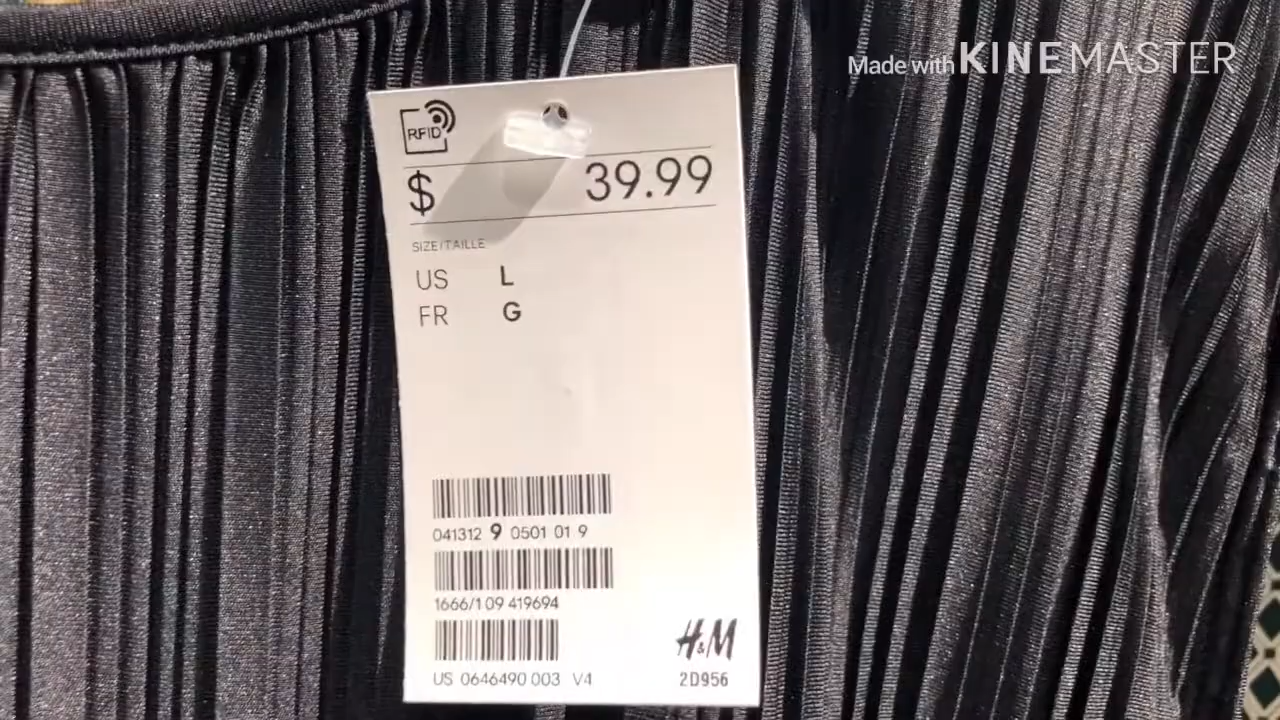 Made with KINEMASTER
RFID
$ 39.99
SIZE/TAILLE
US L
FR G
041312 9 0501 01 9
1666/1 09 419694
H&M
US 0646490 003 V4 2D956